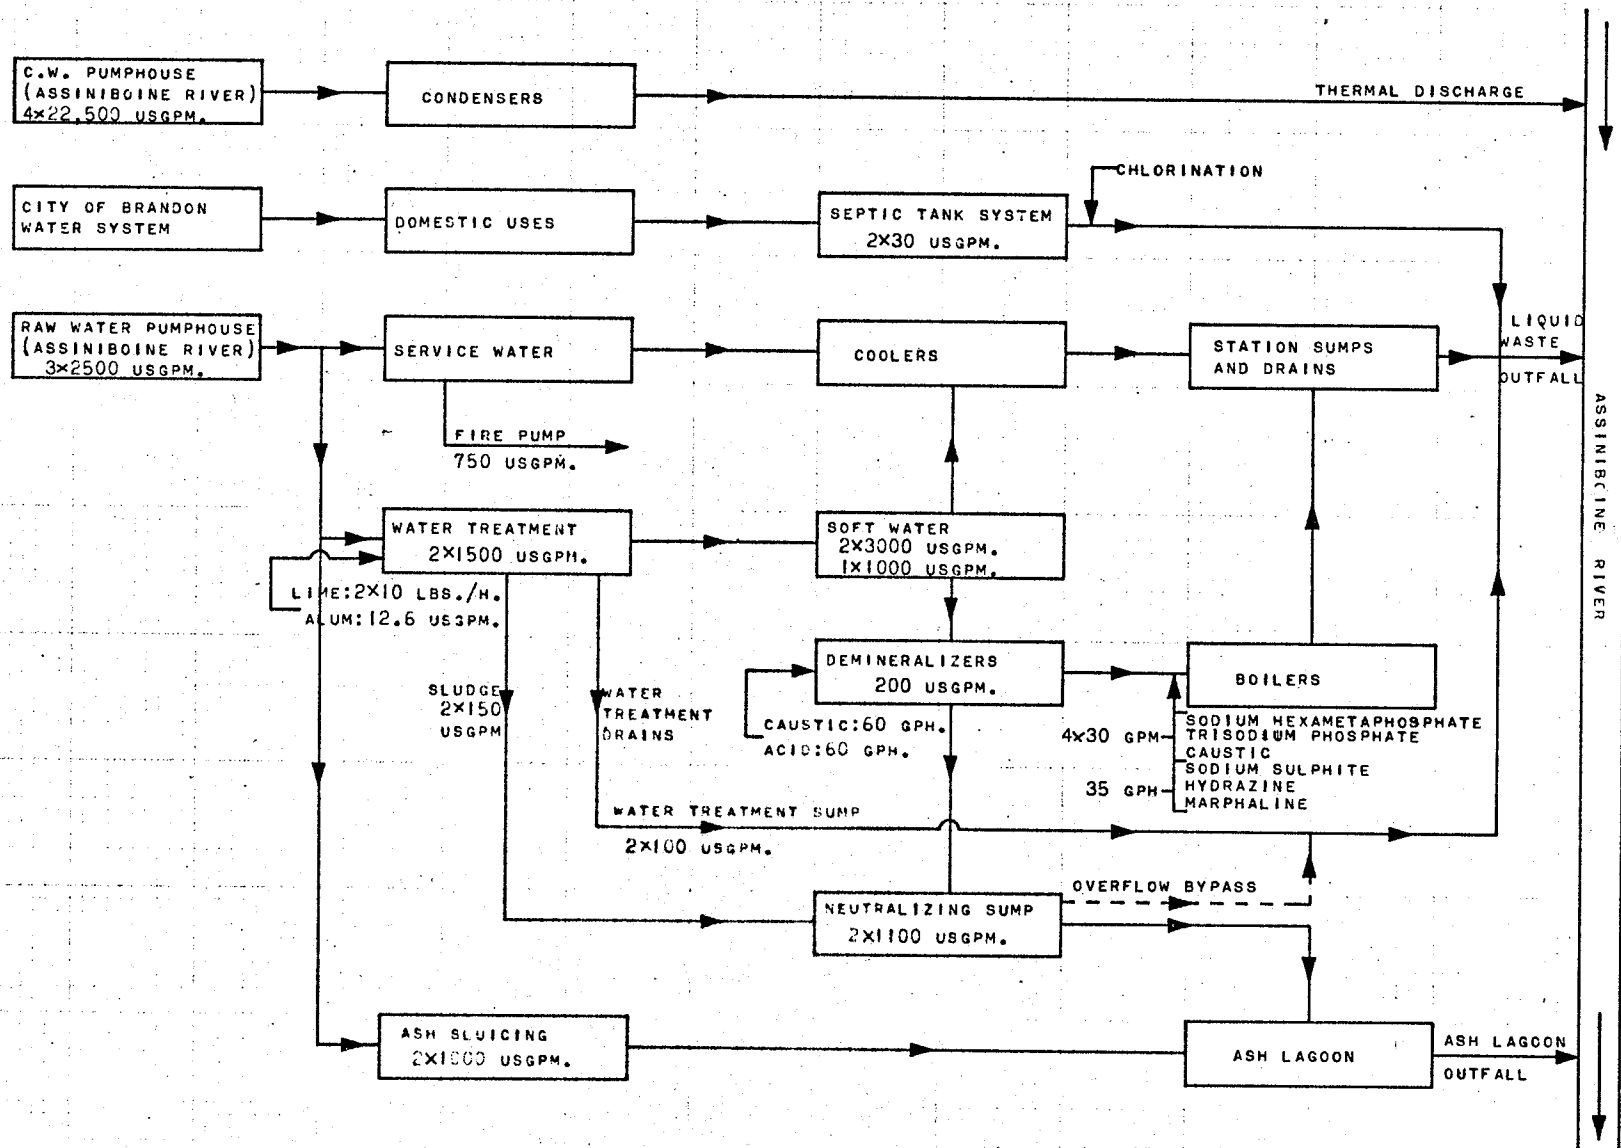 C.W. PUMPHOUSE
(ASSINIBOINE RIVER)
4×22,500 USGPM.
CONDENSERS
THERMAL DISCHARGE
CHLORINATION
CITY OF BRANDON
WATER SYSTEM
DOMESTIC USES
SEPTIC TANK SYSTEM
2×30 USGPM.
RAW WATER PUMPHOUSE
(ASSINIBOINE RIVER)
3×2500 USGPM.
SERVICE WATER
COOLERS
STATION SUMPS
AND DRAINS
LIQUID
WASTE
OUTFALL
ASSINIBOINE RIVER
FIRE PUMP
750 USGPM.
WATER TREATMENT
2×1500 USGPM.
SOFT WATER
2×3000 USGPM.
1×1000 USGPM.
LIME:2×10 LBS./H.
ALUM:12.6 USGPM.
DEMINERALIZERS
200 USGPM.
BOILERS
SLUDGE
2×150
USGPM
WATER
TREATMENT
DRAINS
CAUSTIC:60 GPH.
ACID:60 GPH.
4×30 GPM
SODIUM HEXAMETAPHOSPHATE
TRISODIUM PHOSPHATE
CAUSTIC
35 GPH
SODIUM SULPHITE
HYDRAZINE
MARPHALINE
WATER TREATMENT SUMP
2×100 USGPM.
OVERFLOW BYPASS
NEUTRALIZING SUMP
2×1100 USGPM.
ASH SLUICING
2×1000 USGPM.
ASH LAGOON
ASH LAGOON
OUTFALL